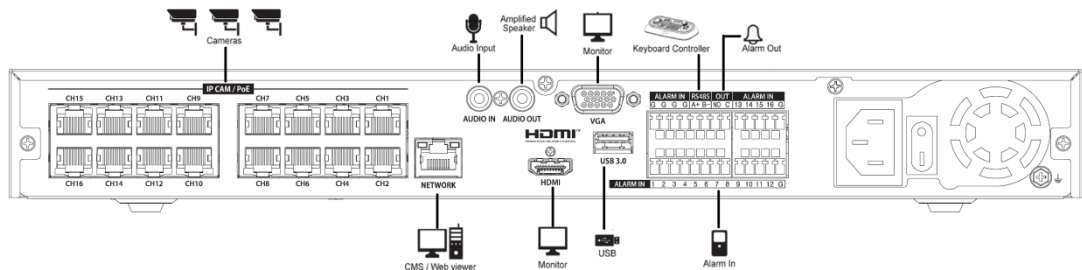 Cameras
Audio Input
Amplified
Speaker
Monitor
Keyboard Controller
Alarm Out
IP CAM / PoE
CH15 CH13 CH11 CH9 CH7 CH5 CH3 CH1
AUDIO IN AUDIO OUT
VGA
ALARM IN RS485 OUT ALARM IN
G G G G A+ B- NO C 13 14 15 16 G
HDMI
USB 3.0
CH16 CH14 CH12 CH10 CH8 CH6 CH4 CH2
NETWORK
HDMI
ALARM IN 1 2 3 4 5 6 7 8 9 10 11 12 G
CMS / Web viewer
Monitor
USB
Alarm In